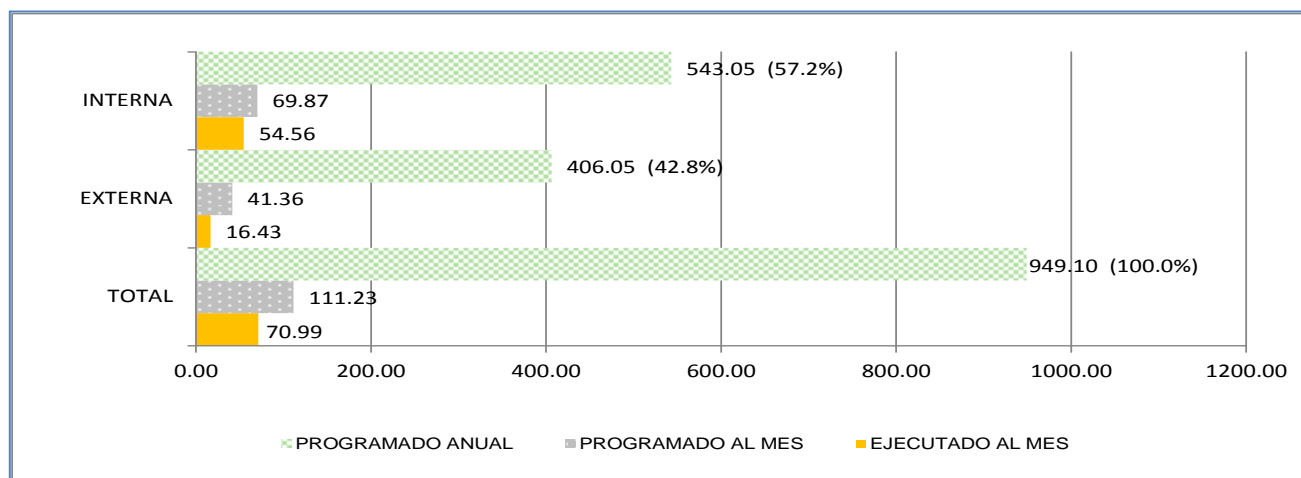 543.05 (57.2%)
INTERNA
69.87
54.56
406.05 (42.8%)
EXTERNA
41.36
16.43
949.10 (100.0%)
TOTAL
111.23
70.99
0.00 200.00 400.00 600.00 800.00 1000.00 1200.00
PROGRAMADO ANUAL PROGRAMADO AL MES EJECUTADO AL MES